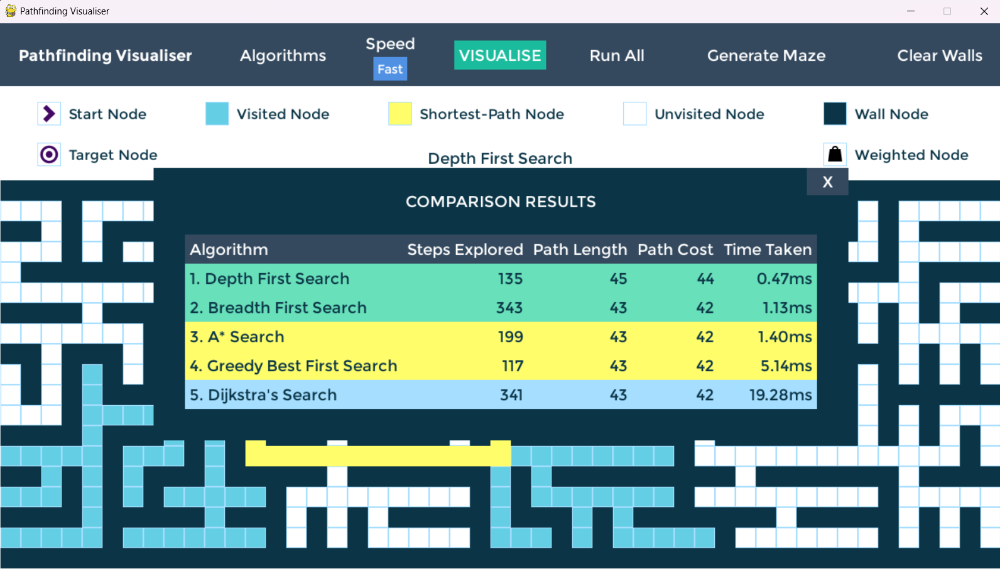 Pathfinding Visualiser
Pathfinding Visualiser Algorithms Speed Fast VISUALISE Run All Generate Maze Clear Walls
Start Node Visited Node Shortest-Path Node Unvisited Node Wall Node
Target Node Depth First Search Weighted Node
X
COMPARISON RESULTS
Algorithm Steps Explored Path Length Path Cost Time Taken
1. Depth First Search 135 45 44 0.47ms
2. Breadth First Search 343 43 42 1.13ms
3. A* Search 199 43 42 1.40ms
4. Greedy Best First Search 117 43 42 5.14ms
5. Dijkstra's Search 341 43 42 19.28ms